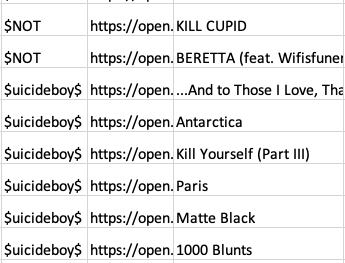 $NOT https://open. KILL CUPID
$NOT https://open. BERETTA (feat. Wifisfuner
$uicideboy$ https://open. ...And to Those I Love, Tha
$uicideboy$ https://open. Antarctica
$uicideboy$ https://open. Kill Yourself (Part III)
$uicideboy$ https://open. Paris
$uicideboy$ https://open. Matte Black
$uicideboy$ https://open. 1000 Blunts